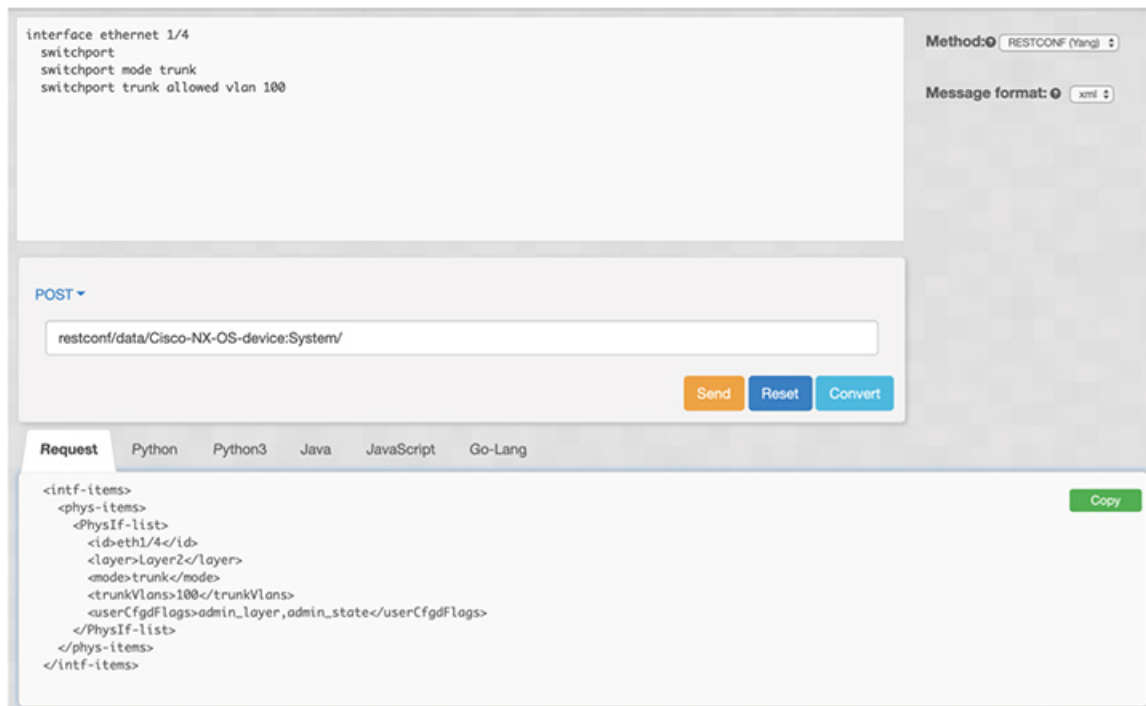 interface ethernet 1/4
switchport
switchport mode trunk
switchport trunk allowed vlan 100
Method: RESTCONF (Yang)
Message format: xml
POST
restconf/data/Cisco-NX-OS-device:System/
Send Reset Convert
Request Python Python3 Java JavaScript Go-Lang
Copy
<intf-items>
<phys-items>
<PhysIf-list>
<id>eth1/4</id>
<layer>Layer2</layer>
<mode>trunk</mode>
<trunkVlans>100</trunkVlans>
<userCfgdFlags>admin_layer,admin_state</userCfgdFlags>
</PhysIf-list>
</phys-items>
</intf-items>